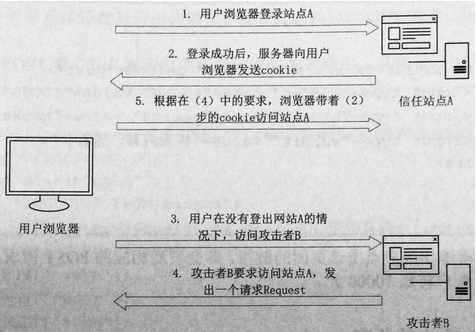 1. 用户浏览器登录站点A
2. 登录成功后，服务器向用户
浏览器发送cookie
5. 根据在（4）中的要求，浏览器带着（2）
步的cookie访问站点A
信任站点A
用户浏览器
3. 用户在没有登出网站A的情
况下，访问攻击者B
4. 攻击者B要求访问站点A，发
出一个请求Request
攻击者B